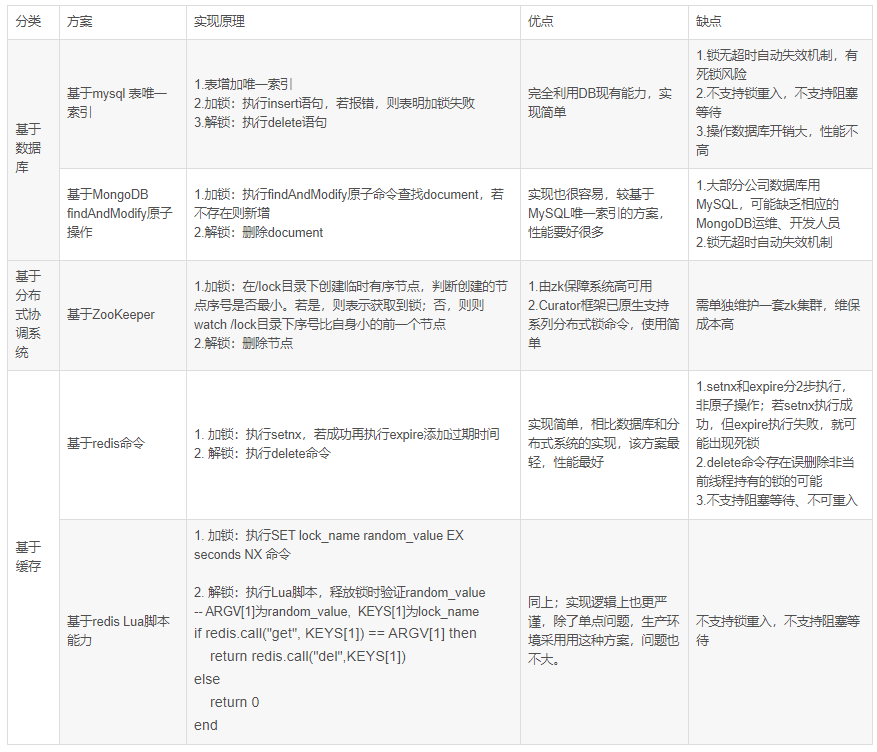 分类
方案
实现原理
优点
缺点
基于
数据
库
基于mysql 表唯一
索引
1.表增加唯一索引
2.加锁：执行insert语句，若报错，则表明加锁失败
3.解锁：执行delete语句
完全利用DB现有能力，实
现简单
1.锁无超时自动失效机制，有
死锁风险
2.不支持锁重入，不支持阻塞
等待
3.操作数据库开销大，性能不
高
基于MongoDB
findAndModify原子
操作
1.加锁：执行findAndModify原子命令查找document，若
不存在则新增
2.解锁：删除document
实现也很容易，较基于
MySQL唯一索引的方案，
性能要好很多
1.大部分公司数据库用
MySQL，可能缺乏相应的
MongoDB运维、开发人员
2.锁无超时自动失效机制
基于
分布
式协
调系
统
基于ZooKeeper
1.加锁：在/lock目录下创建临时有序节点，判断创建的节
点序号是否最小。若是，则表示获取到锁；否，则则
watch /lock目录下序号比自身小的前一个节点
2.解锁：删除节点
1.由zk保障系统高可用
2.Curator框架已原生支持
系列分布式锁命令，使用简
单
需单独维护一套zk集群，维保
成本高
基于
缓存
基于redis命令
1. 加锁：执行setnx，若成功再执行expire添加过期时间
2. 解锁：执行delete命令
实现简单，相比数据库和分
布式系统的实现，该方案最
轻，性能最好
1.setnx和expire分2步执行，
非原子操作；若setnx执行成
功，但expire执行失败，就可
能出现死锁
2.delete命令存在误删除非当
前线程持有的锁的可能
3.不支持阻塞等待、不可重入
基于redis Lua脚本
能力
1. 加锁：执行SET lock_name random_value EX
seconds NX 命令
2. 解锁：执行Lua脚本，释放锁时验证random_value
-- ARGV[1]为random_value,  KEYS[1]为lock_name
if redis.call("get", KEYS[1]) == ARGV[1] then
return redis.call("del",KEYS[1])
else
return 0
end
同上；实现逻辑上也更严
谨，除了单点问题，生产环
境采用用这种方案，问题也
不大。
不支持锁重入，不支持阻塞等
待